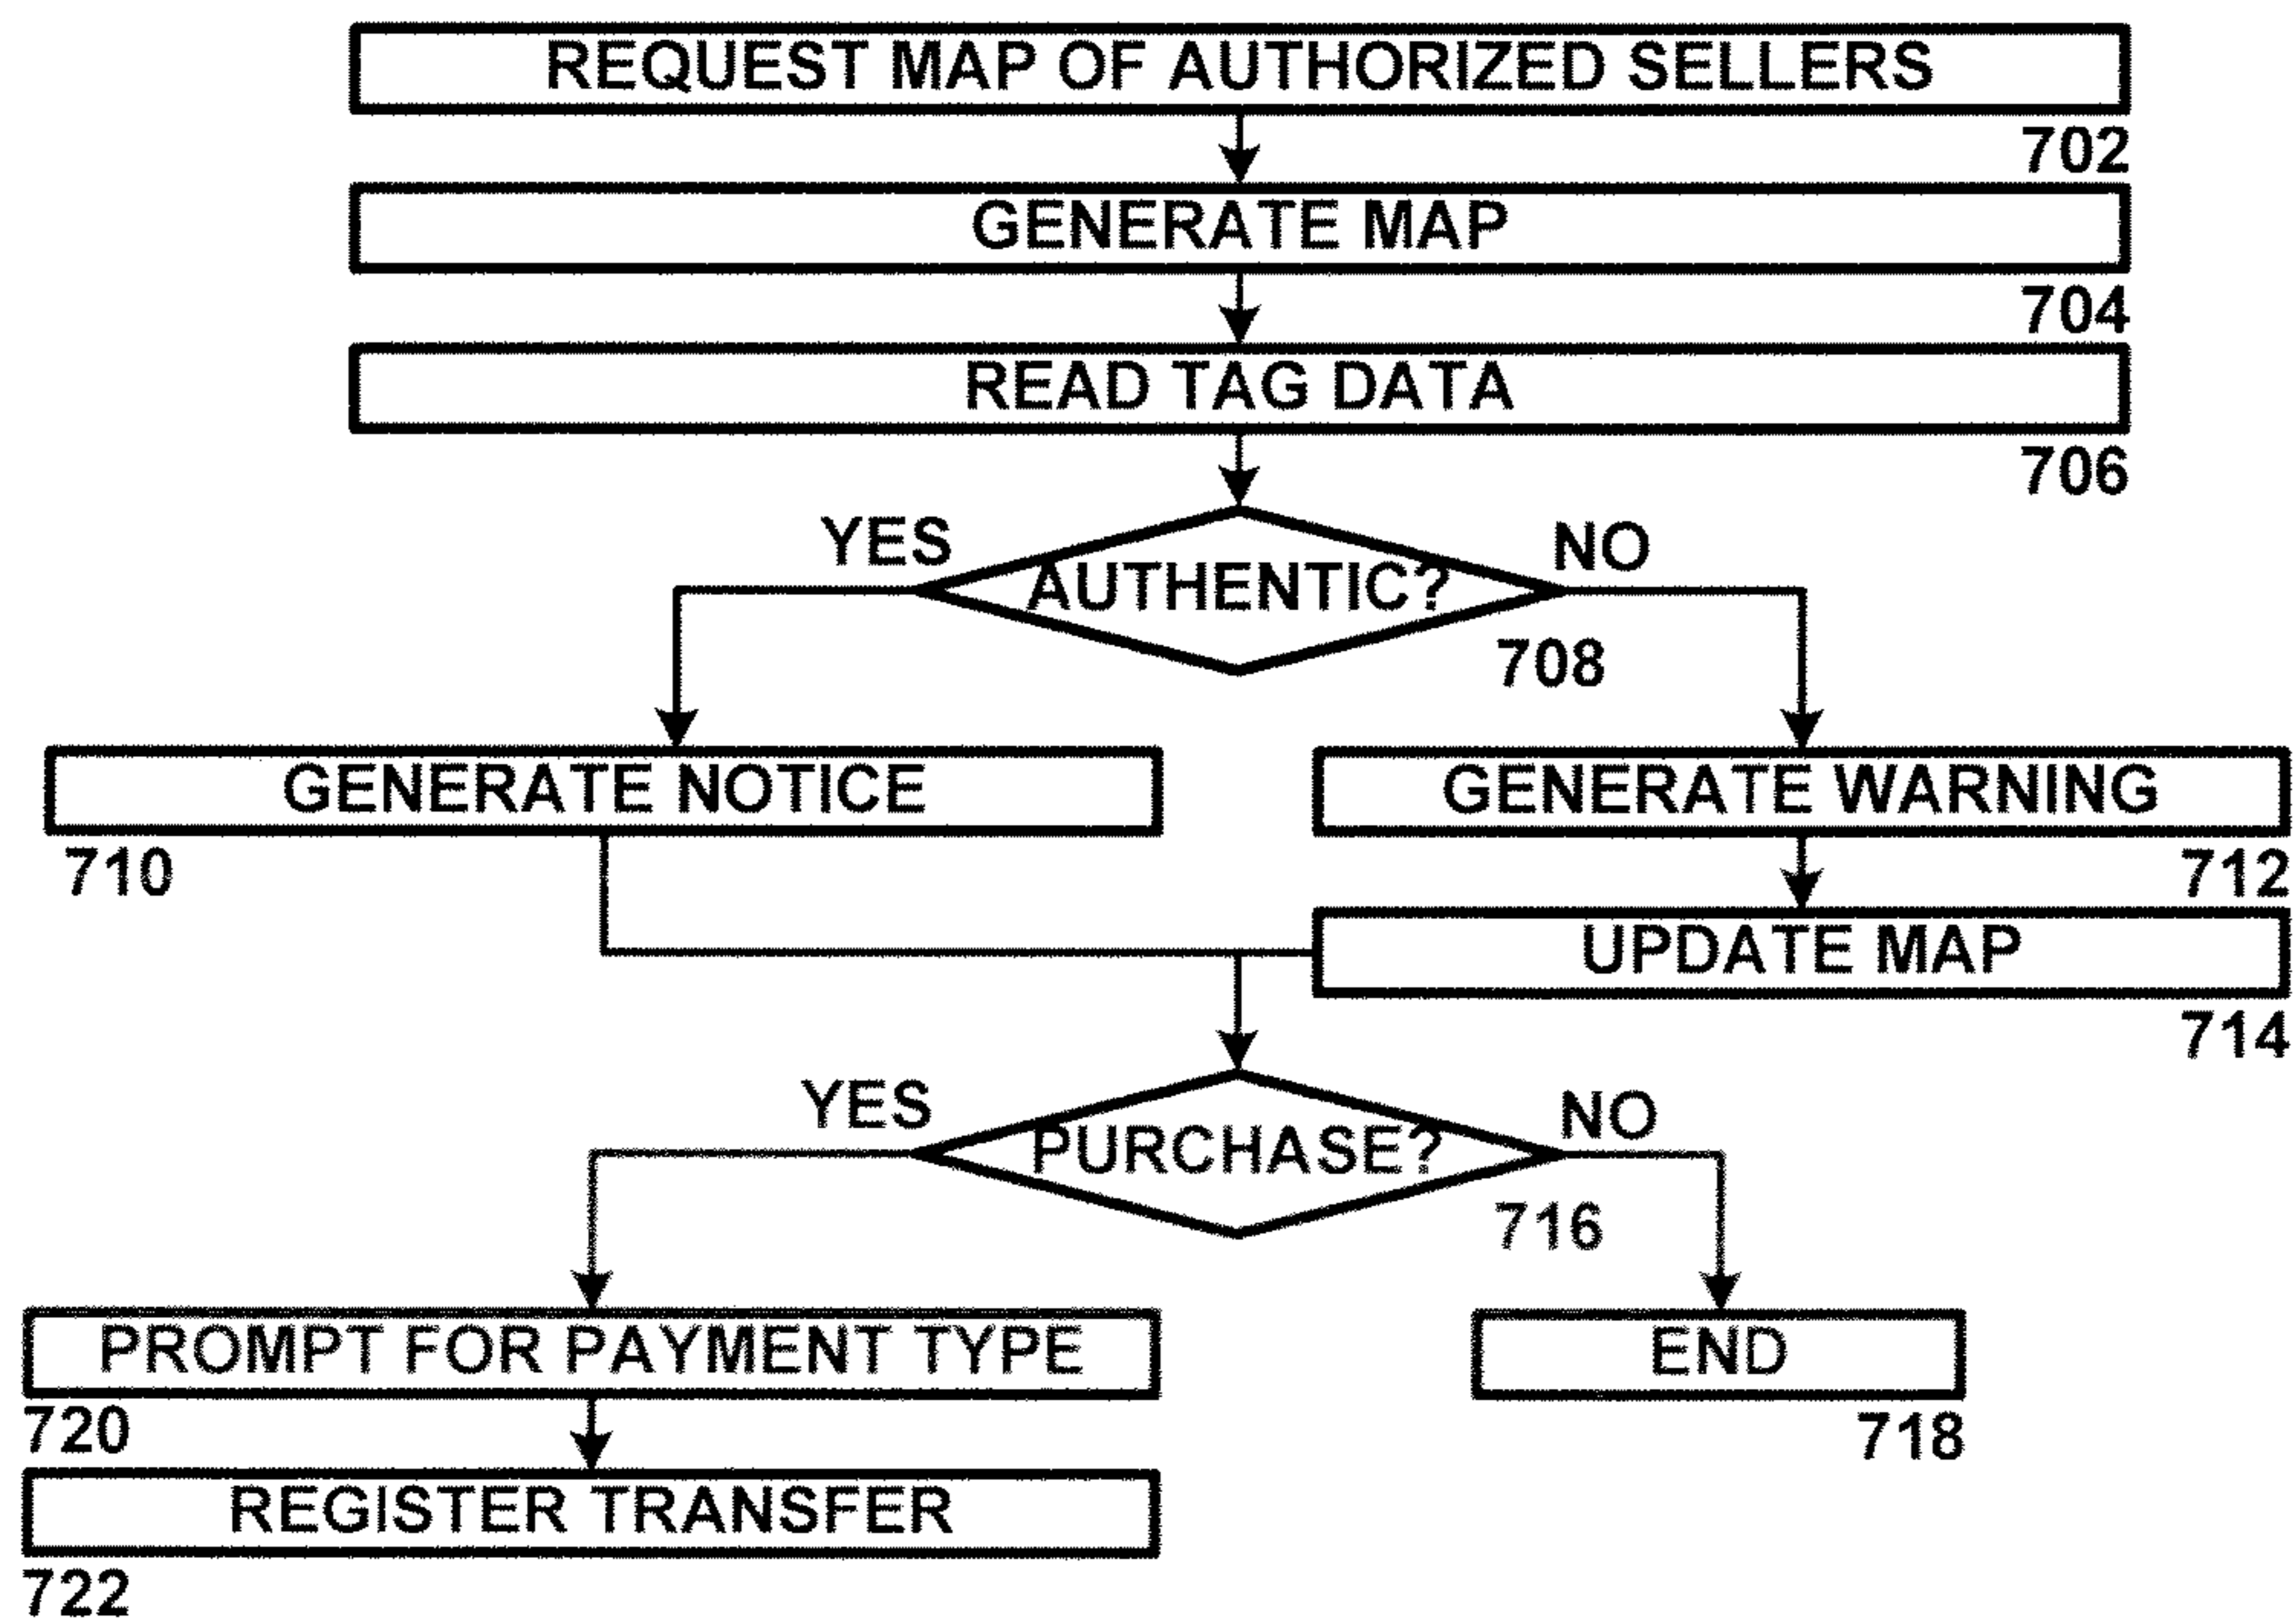 REQUEST MAP OF AUTHORIZED SELLERS
702
GENERATE MAP
704
READ TAG DATA
706
YES
NO
AUTHENTIC?
708
GENERATE NOTICE
710
GENERATE WARNING
712
UPDATE MAP
714
YES
NO
PURCHASE?
716
PROMPT FOR PAYMENT TYPE
720
END
718
REGISTER TRANSFER
722